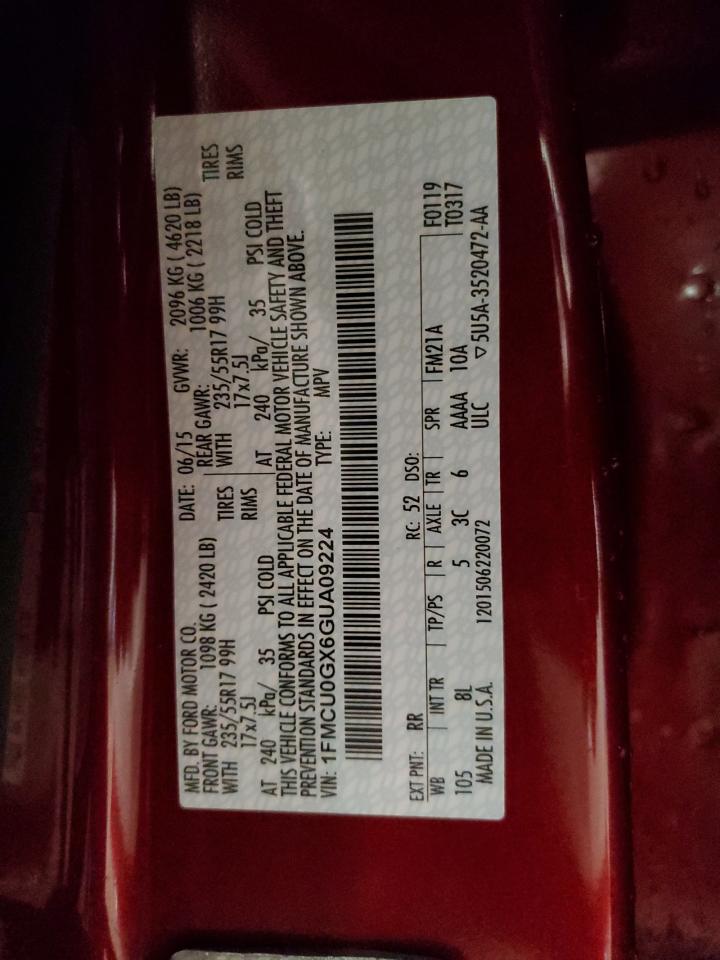 MFD. BY FORD MOTOR CO.
DATE: 06/15 GVWR: 2096 KG ( 4620 LB)
FRONT GAWR: 1098 KG ( 2420 LB)
REAR GAWR: 1006 KG ( 2218 LB)
WITH 235/55R17 99H TIRES
WITH 235/55R17 99H TIRES
17x7.5J RIMS
17x7.5J RIMS
AT 240 kPa/ 35 PSI COLD
AT 240 kPa/ 35 PSI COLD
THIS VEHICLE CONFORMS TO ALL APPLICABLE FEDERAL MOTOR VEHICLE SAFETY AND THEFT
PREVENTION STANDARDS IN EFFECT ON THE DATE OF MANUFACTURE SHOWN ABOVE.
VIN: 1FMCU0GX6GUA09224 TYPE: MPV
EXT PNT: RR RC: 52 DSO: F0119
WB | INT TR | TP/PS | R | AXLE | TR | SPR | FM21A T0317
105 8L 5 3C 6 AAAA 10A
MADE IN U.S.A. 1201506220072 ULC ▽5U5A-3520472-AA